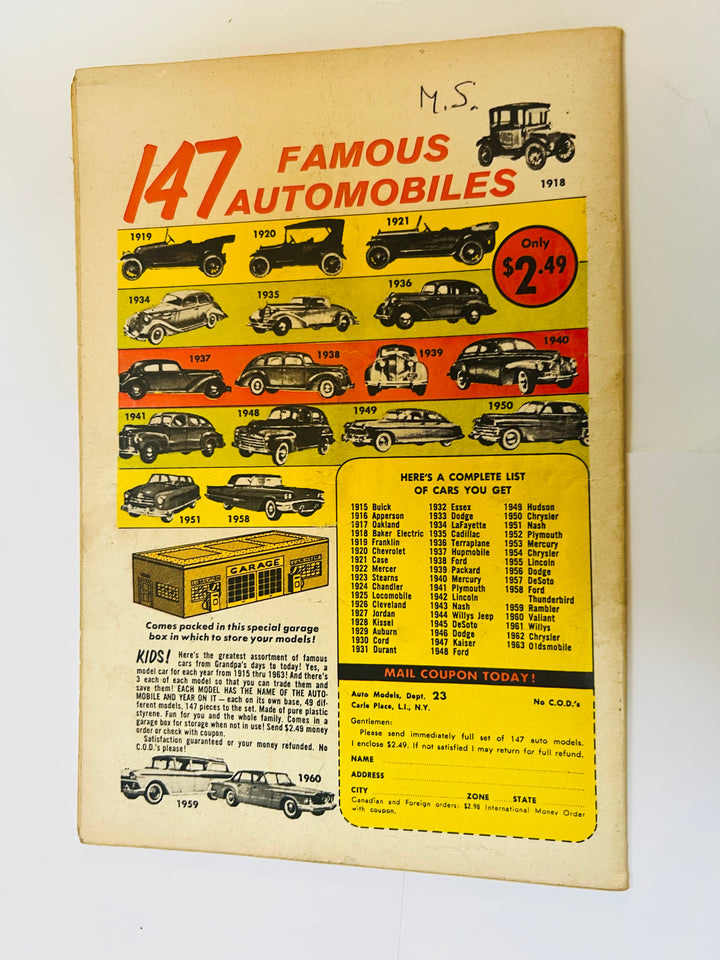 M.S.
147 FAMOUS
AUTOMOBILES
1918
1919
1920
1921
Only
$2.49
1934
1935
1936
1937
1938
1939
1940
1941
1948
1949
1950
1951
1958
GARAGE
Comes packed in this special garage
box in which to store your models!
KIDS! Here's the greatest assortment of famous
cars from Grandpa's days to today! Yes, a
model car for each year from 1915 thru 1963! And there's
3 each of each model so that you can trade them and
save them! EACH MODEL HAS THE NAME OF THE AUTO-
MOBILE AND YEAR ON IT — each on its own base, 49 dif-
ferent models, 147 pieces to the set. Made of pure plastic
styrene. Fun for you and the whole family. Comes in a
garage box for storage when not in use! Send $2.49 money
order or check with coupon.
Satisfaction guaranteed or your money refunded. No
C.O.D.'s please!
1959
1960
HERE'S A COMPLETE LIST
OF CARS YOU GET
1915 Buick
1916 Apperson
1917 Oakland
1918 Baker Electric
1919 Franklin
1920 Chevrolet
1921 Case
1922 Mercer
1923 Stearns
1924 Chandler
1925 Locomobile
1926 Cleveland
1927 Jordan
1928 Kissel
1929 Auburn
1930 Cord
1931 Durant
1932 Essex
1933 Dodge
1934 LaFayette
1935 Cadillac
1936 Terraplane
1937 Hupmobile
1938 Ford
1939 Packard
1940 Mercury
1941 Plymouth
1942 Lincoln
1943 Nash
1944 Willys Jeep
1945 DeSoto
1946 Dodge
1947 Kaiser
1948 Ford
1949 Hudson
1950 Chrysler
1951 Nash
1952 Plymouth
1953 Mercury
1954 Chrysler
1955 Lincoln
1956 Dodge
1957 DeSoto
1958 Ford
Thunderbird
1959 Rambler
1960 Valiant
1961 Willys
1962 Chrysler
1963 Oldsmobile
MAIL COUPON TODAY!
Auto Models, Dept. 23 No C.O.D.'s
Carle Place, L.I., N.Y.
Gentlemen:
Please send immediately full set of 147 auto models.
I enclose $2.49. If not satisfied I may return for full refund.
NAME
ADDRESS
CITY ZONE STATE
Canadian and Foreign orders: $2.98 International Money Order
with coupon.